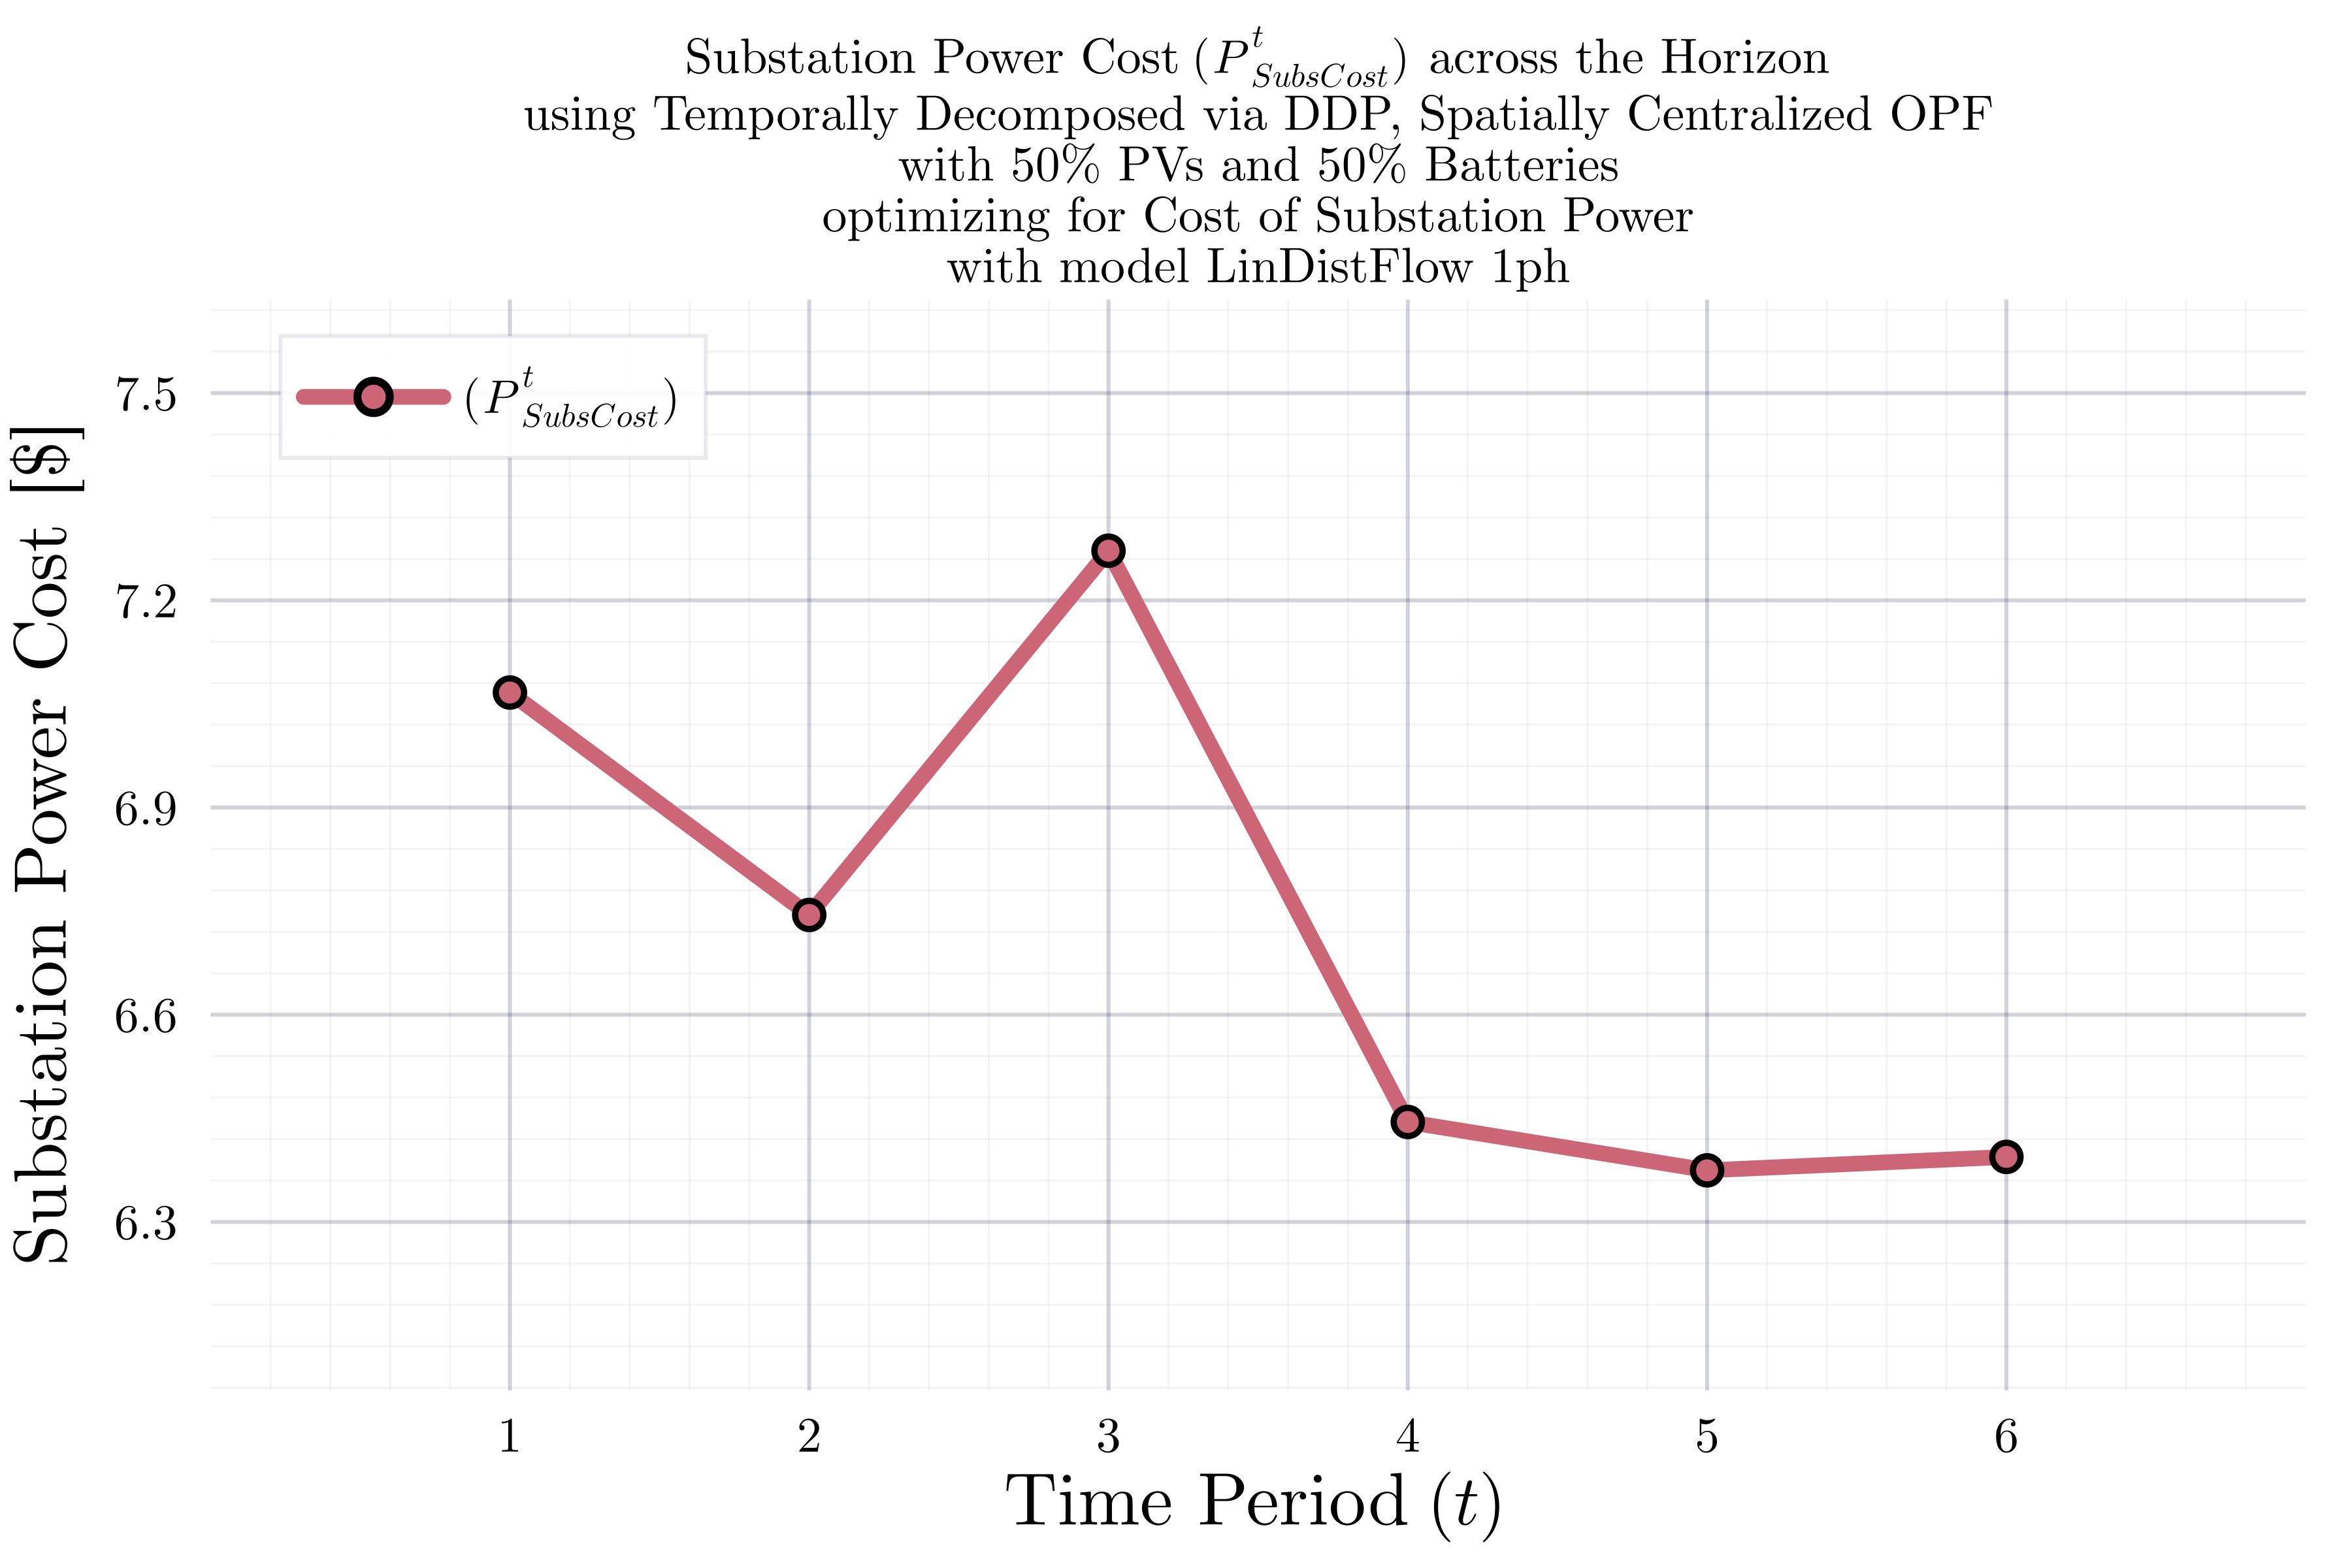 Substation Power Cost (P^t_{SubsCost}) across the Horizon
using Temporally Decomposed via DDP, Spatially Centralized OPF
with 50% PVs and 50% Batteries
optimizing for Cost of Substation Power
with model LinDistFlow 1ph
(P^t_{SubsCost})
Substation Power Cost [$]
7.5
7.2
6.9
6.6
6.3
1 2 3 4 5 6
Time Period (t)